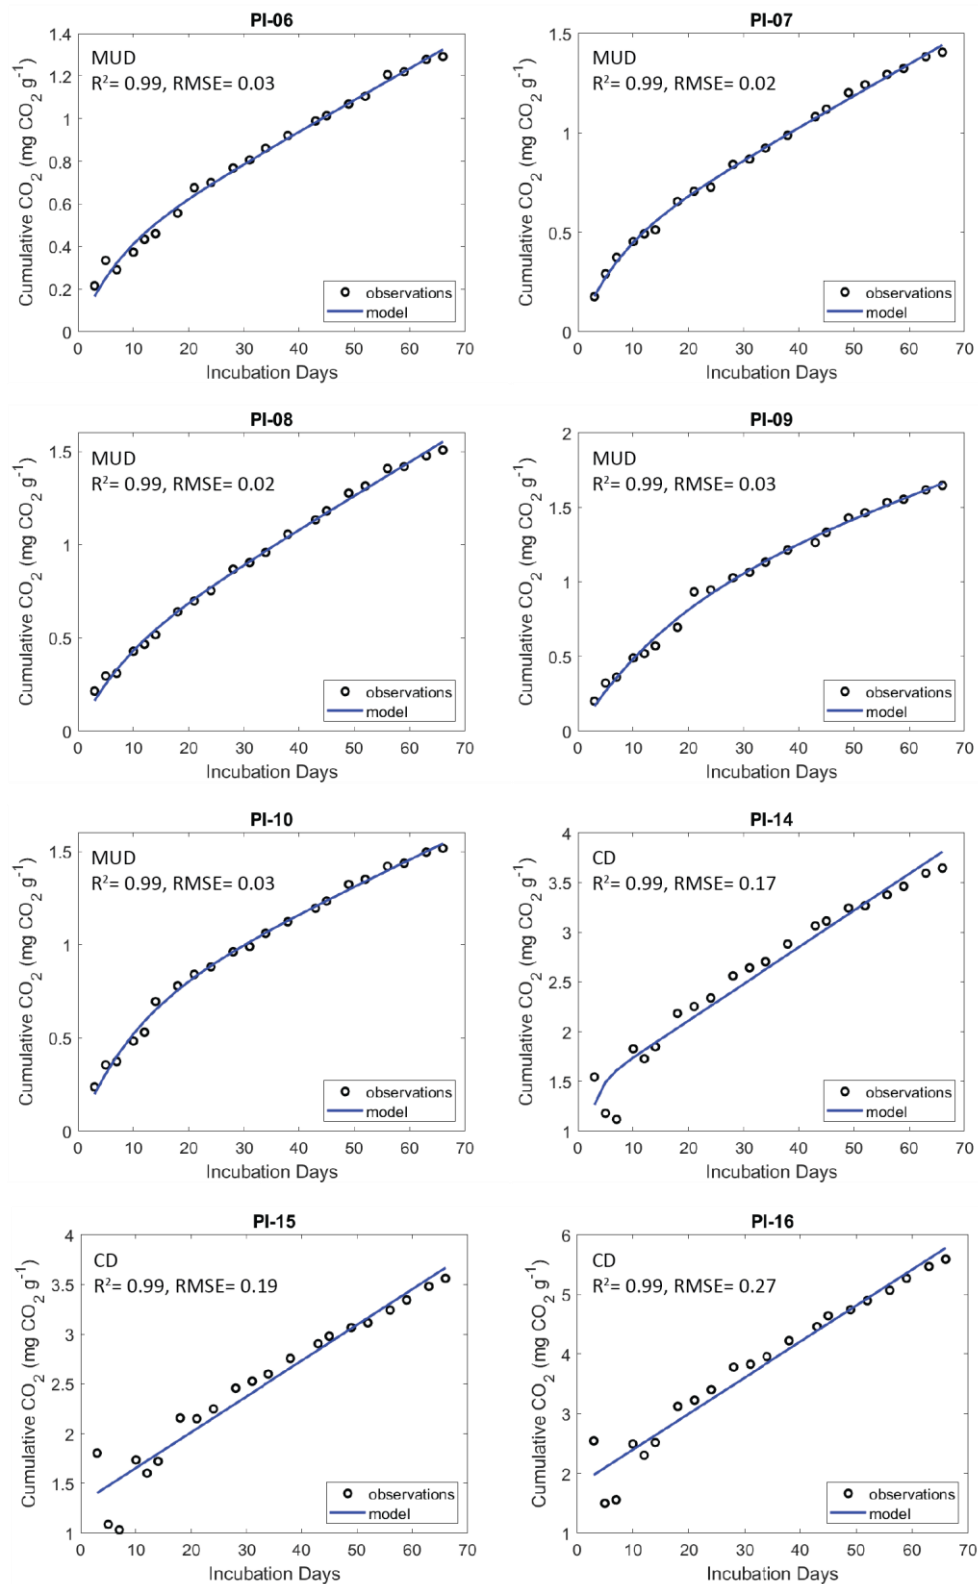 PI-06
MUD
R²= 0.99, RMSE= 0.03
Cumulative CO₂ (mg CO₂ g⁻¹)
1.4
1.2
1
0.8
0.6
0.4
0.2
0
observations
model
0 10 20 30 40 50 60 70
Incubation Days
PI-07
MUD
R²= 0.99, RMSE= 0.02
Cumulative CO₂ (mg CO₂ g⁻¹)
1.5
1
0.5
0
observations
model
0 10 20 30 40 50 60 70
Incubation Days
PI-08
MUD
R²= 0.99, RMSE= 0.02
Cumulative CO₂ (mg CO₂ g⁻¹)
1.5
1
0.5
0
observations
model
0 10 20 30 40 50 60 70
Incubation Days
PI-09
MUD
R²= 0.99, RMSE= 0.03
Cumulative CO₂ (mg CO₂ g⁻¹)
2
1.5
1
0.5
0
observations
model
0 10 20 30 40 50 60 70
Incubation Days
PI-10
MUD
R²= 0.99, RMSE= 0.03
Cumulative CO₂ (mg CO₂ g⁻¹)
1.5
1
0.5
0
observations
model
0 10 20 30 40 50 60 70
Incubation Days
PI-14
CD
R²= 0.99, RMSE= 0.17
Cumulative CO₂ (mg CO₂ g⁻¹)
4
3.5
3
2.5
2
1.5
1
observations
model
0 10 20 30 40 50 60 70
Incubation Days
PI-15
CD
R²= 0.99, RMSE= 0.19
Cumulative CO₂ (mg CO₂ g⁻¹)
4
3.5
3
2.5
2
1.5
1
observations
model
0 10 20 30 40 50 60 70
Incubation Days
PI-16
CD
R²= 0.99, RMSE= 0.27
Cumulative CO₂ (mg CO₂ g⁻¹)
6
5
4
3
2
1
observations
model
0 10 20 30 40 50 60 70
Incubation Days